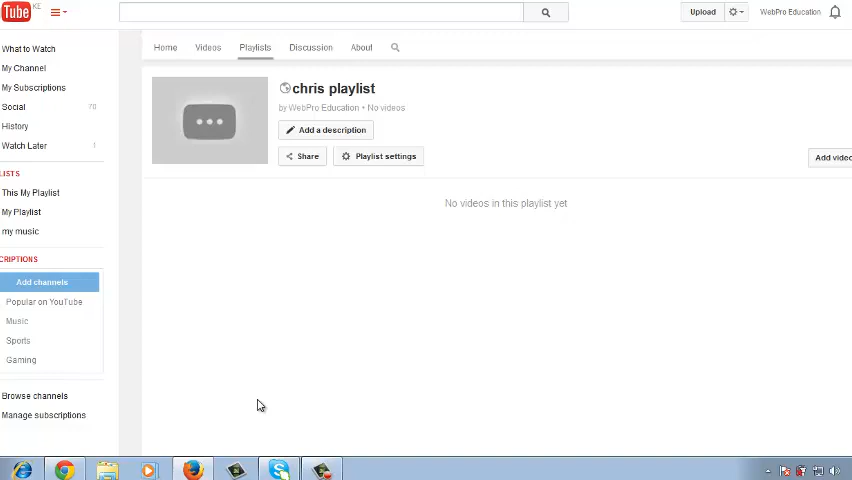 Tube KE
Upload
WebPro Education
What to Watch
My Channel
My Subscriptions
Social 70
History
Watch Later 1
LISTS
This My Playlist
My Playlist
my music
CRIPTIONS
Add channels
Popular on YouTube
Music
Sports
Gaming
Browse channels
Manage subscriptions
Home Videos Playlists Discussion About
chris playlist
by WebPro Education • No videos
Add a description
Share
Playlist settings
Add video
No videos in this playlist yet